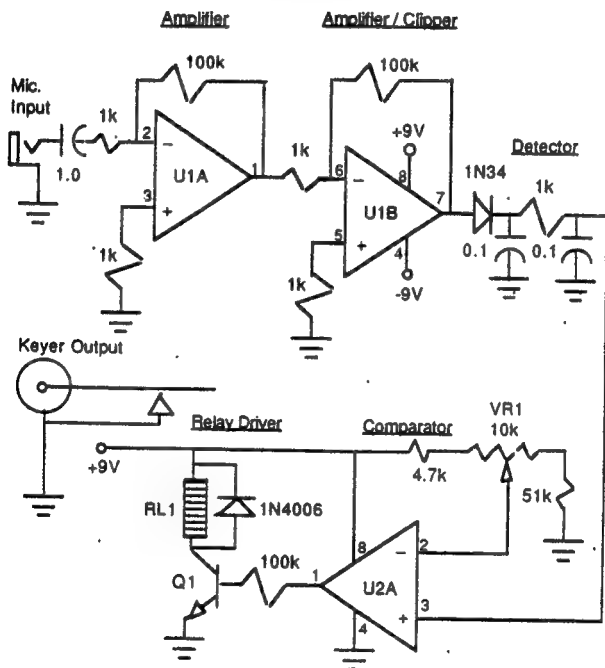 Amplifier
Amplifier / Clipper
100k
100k
Mic.
Input
1k
2
−
U1A
1
3
+
1.0
1k
1k
6
−
+9V
8
U1B
7
5
+
4
-9V
1k
1N34
Detector
1k
0.1
0.1
Keyer Output
Relay Driver
Comparator
VR1
10k
+9V
4.7k
51k
RL1
1N4006
8
−
2
Q1
100k
1
U2A
+
3
4